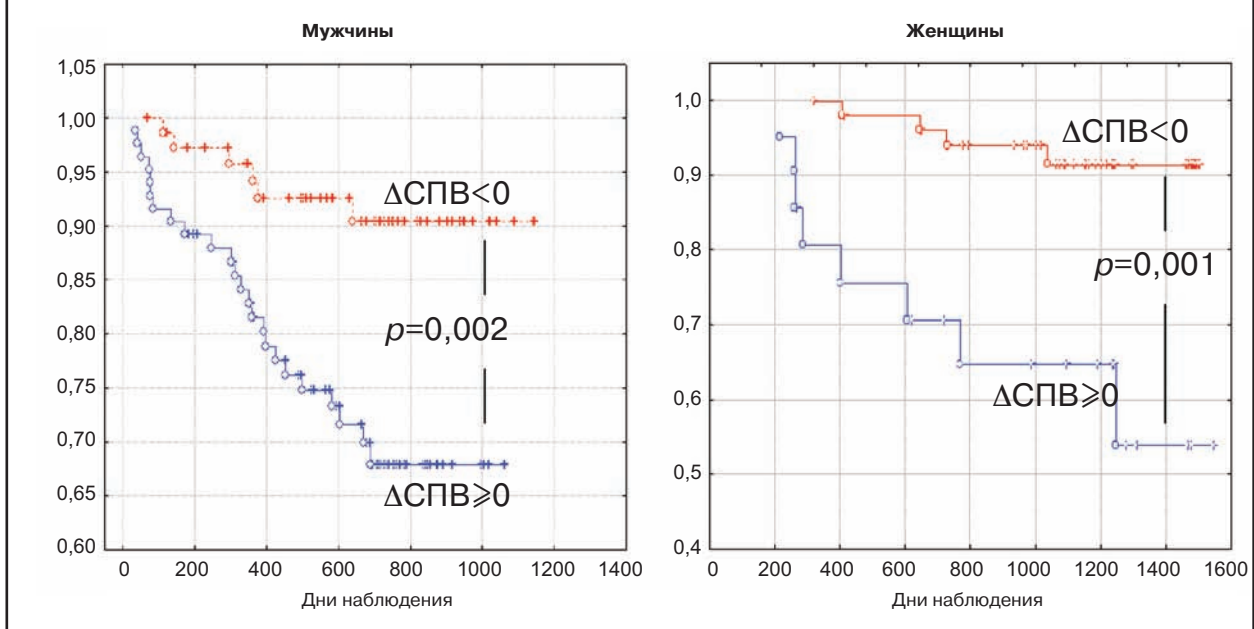 Мужчины
1,05
1,00
0,95
0,90
0,85
0,80
0,75
0,70
0,65
0,60
ΔСПВ<0
p=0,002
ΔСПВ⩾0
0 200 400 600 800 1000 1200 1400
Дни наблюдения
Женщины
1,0
0,9
0,8
0,7
0,6
0,5
0,4
ΔСПВ<0
p=0,001
ΔСПВ⩾0
0 200 400 600 800 1000 1200 1400 1600
Дни наблюдения